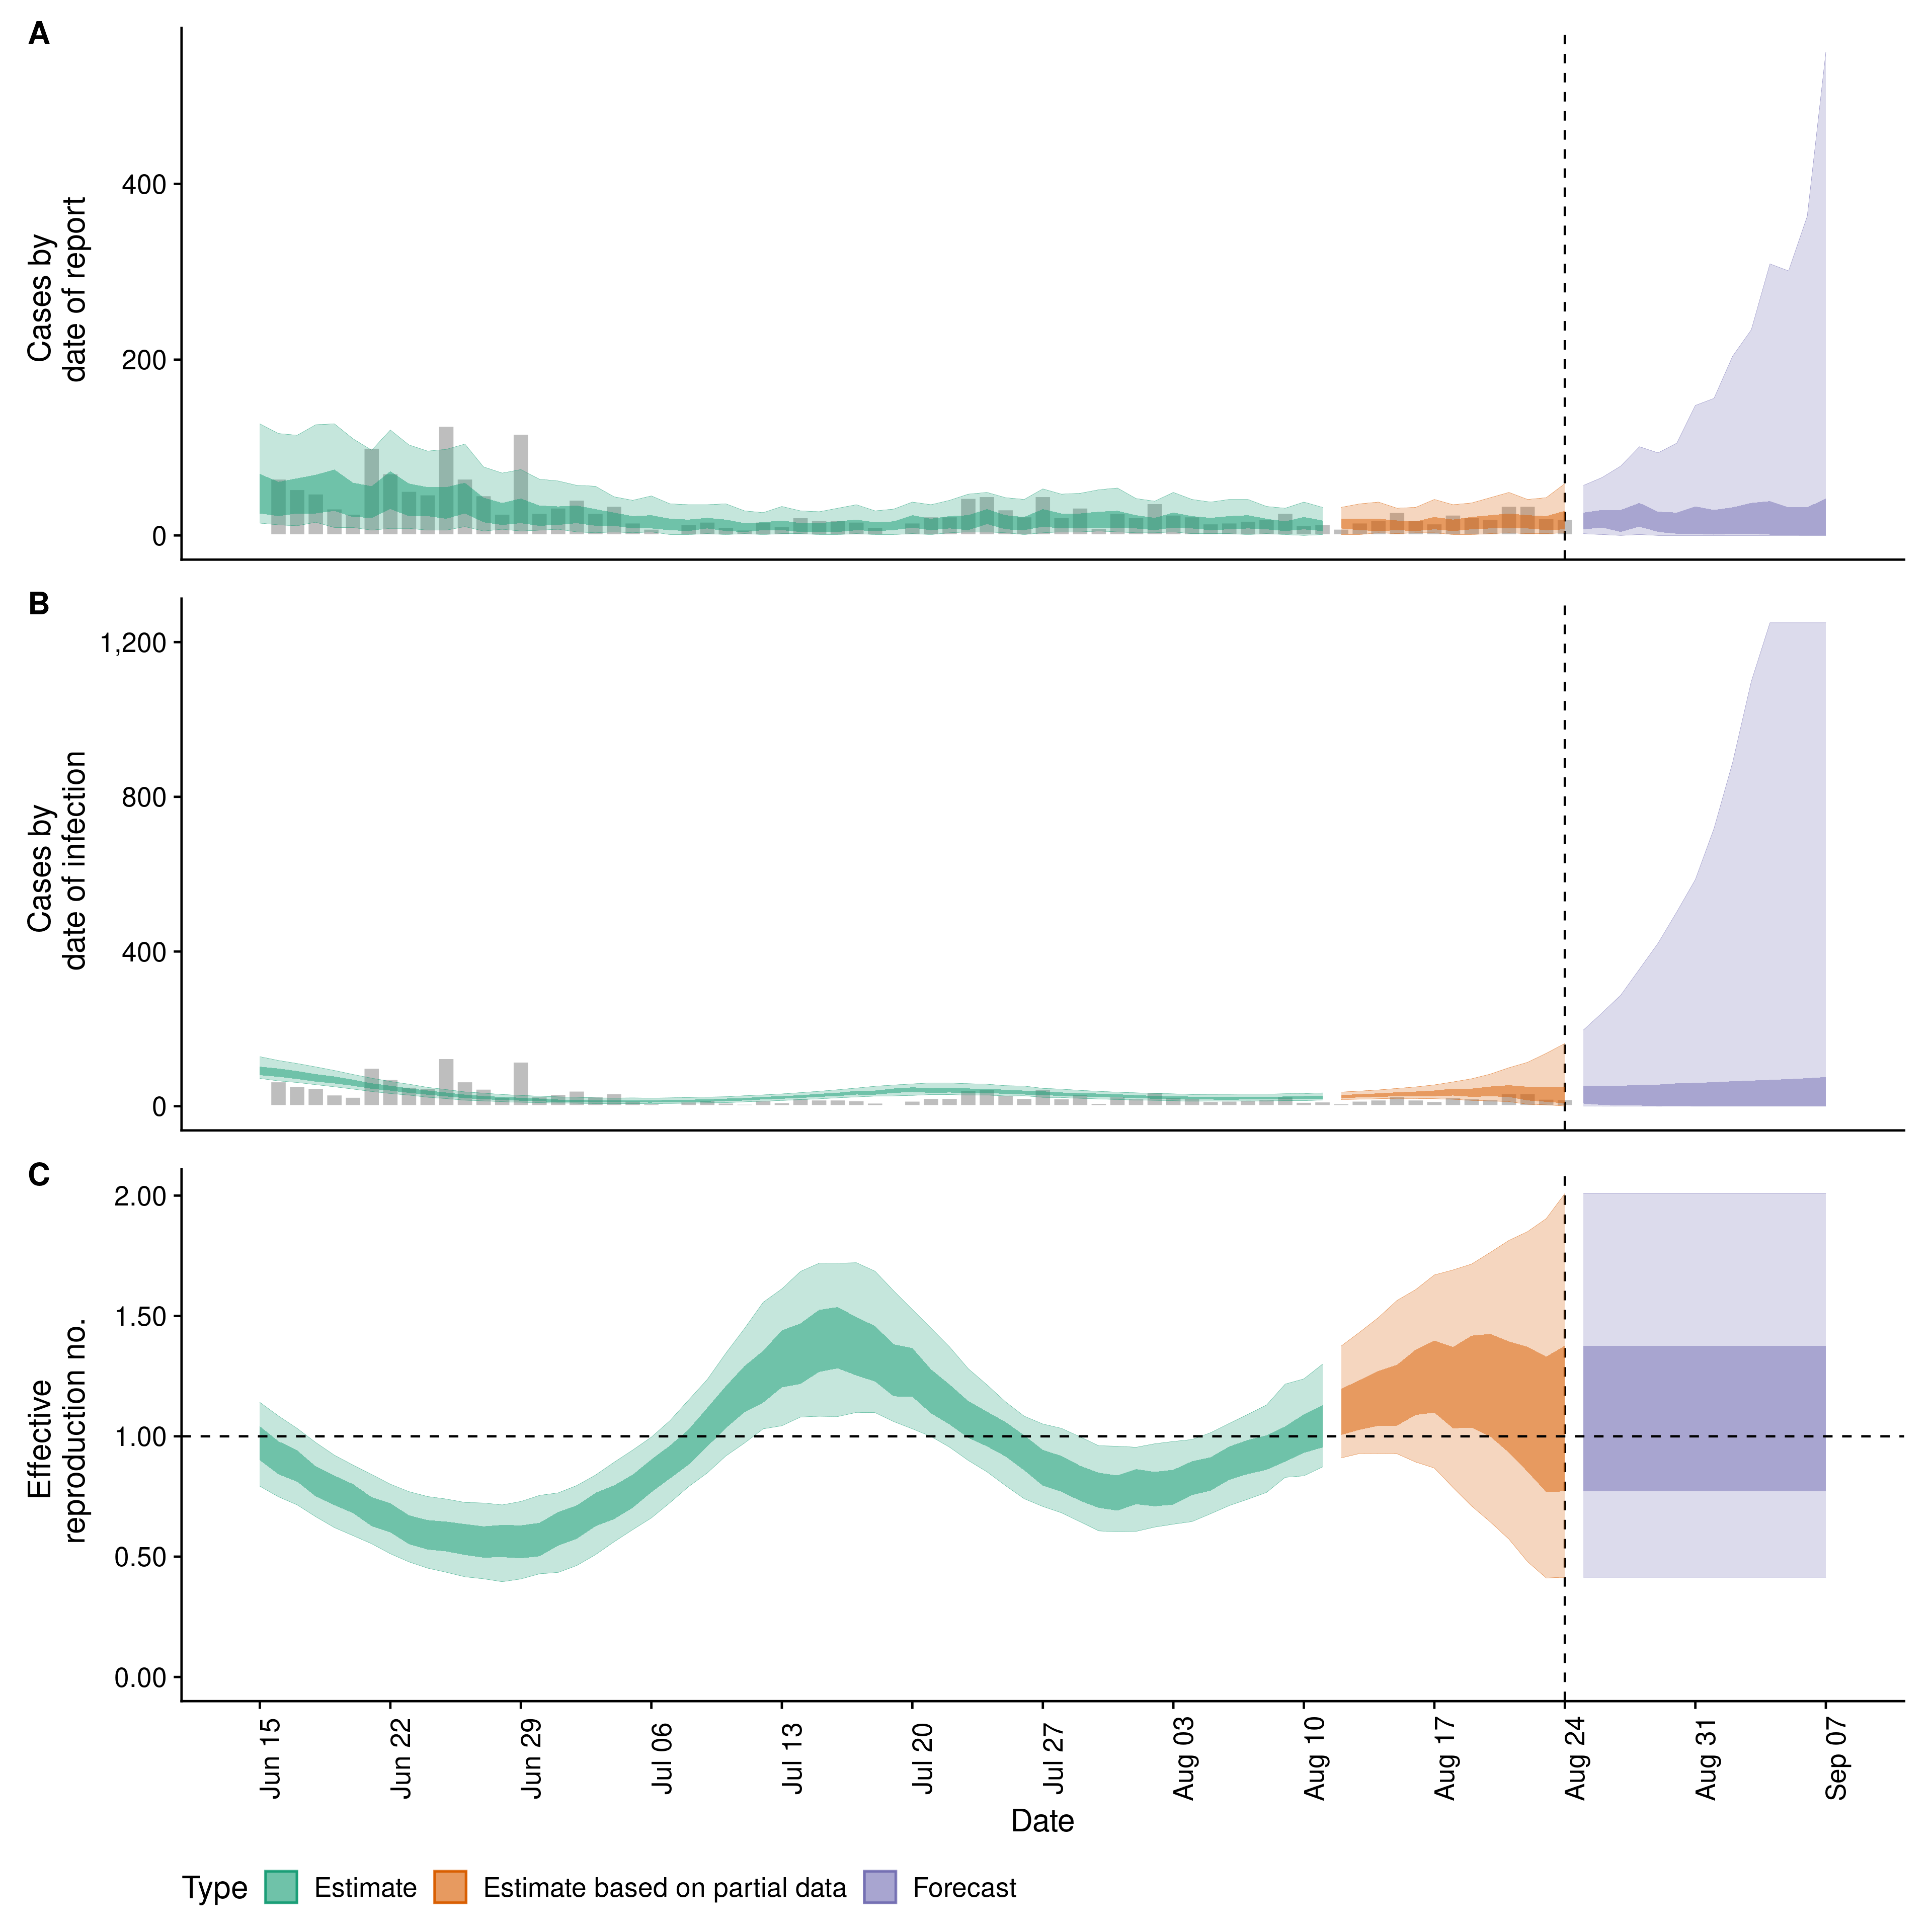 A
Cases by
date of report
400
200
0
B
Cases by
date of infection
1,200
800
400
0
C
Effective
reproduction no.
2.00
1.50
1.00
0.50
0.00
Jun 15
Jun 22
Jun 29
Jul 06
Jul 13
Jul 20
Jul 27
Aug 03
Aug 10
Aug 17
Aug 24
Aug 31
Sep 07
Date
Type Estimate Estimate based on partial data Forecast